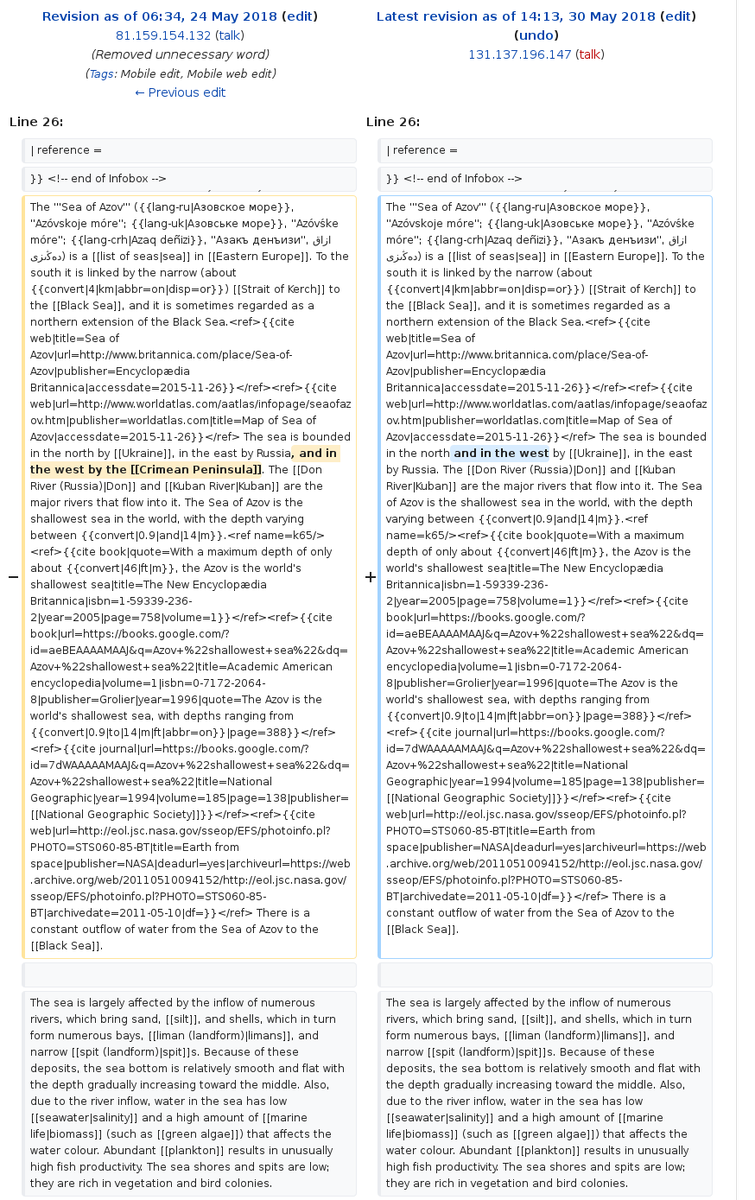 Revision as of 06:34, 24 May 2018 (edit)
81.159.154.132 (talk)
(Removed unnecessary word)
(Tags: Mobile edit, Mobile web edit)
← Previous edit
Latest revision as of 14:13, 30 May 2018 (edit)
(undo)
131.137.196.147 (talk)
Line 26:
| reference =
}} <!-- end of Infobox -->
−
The '''Sea of Azov''' ({{lang-ru|Азовское море}},
''Azóvskoje móre''; {{lang-uk|Азовське море}}, ''Azóvśke
móre''; {{lang-crh|Azaq deñizi}}, ''Азакъ денъизи'', ازاق
دەڭىزى) is a [[list of seas|sea]] in [[Eastern Europe]]. To the
south it is linked by the narrow (about
{{convert|4|km|abbr=on|disp=or}}) [[Strait of Kerch]] to
the [[Black Sea]], and it is sometimes regarded as a
northern extension of the Black Sea.<ref>{{cite
web|title=Sea of
Azov|url=http://www.britannica.com/place/Sea-of-
Azov|publisher=Encyclopædia
Britannica|accessdate=2015-11-26}}</ref><ref>{{cite
web|url=http://www.worldatlas.com/aatlas/infopage/seaofaz
ov.htm|publisher=worldatlas.com|title=Map of Sea of
Azov|accessdate=2015-11-26}}</ref> The sea is bounded
in the north by [[Ukraine]], in the east by Russia, and in
the west by the [[Crimean Peninsula]]. The [[Don
River (Russia)|Don]] and [[Kuban River|Kuban]] are the
major rivers that flow into it. The Sea of Azov is the
shallowest sea in the world, with the depth varying
between {{convert|0.9|and|14|m}}.<ref name=k65/>
<ref>{{cite book|quote=With a maximum depth of only
about {{convert|46|ft|m}}, the Azov is the world's
shallowest sea|title=The New Encyclopædia
Britannica|isbn=1-59339-236-
2|year=2005|page=758|volume=1}}</ref><ref>{{cite
book|url=https://books.google.com/?
id=aeBEAAAAMAAJ&q=Azov+%22shallowest+sea%22&dq=
Azov+%22shallowest+sea%22|title=Academic American
encyclopedia|volume=1|isbn=0-7172-2064-
8|publisher=Grolier|year=1996|quote=The Azov is the
world's shallowest sea, with depths ranging from
{{convert|0.9|to|14|m|ft|abbr=on}}|page=388}}</ref>
<ref>{{cite journal|url=https://books.google.com/?
id=7dWAAAAAMAAJ&q=Azov+%22shallowest+sea%22&dq=
Azov+%22shallowest+sea%22|title=National
Geographic|year=1994|volume=185|page=138|publisher=
[[National Geographic Society]]}}</ref><ref>{{cite
web|url=http://eol.jsc.nasa.gov/sseop/EFS/photoinfo.pl?
PHOTO=STS060-85-BT|title=Earth from
space|publisher=NASA|deadurl=yes|archiveurl=https://web
.archive.org/web/20110510094152/http://eol.jsc.nasa.gov/
sseop/EFS/photoinfo.pl?PHOTO=STS060-85-
BT|archivedate=2011-05-10|df=}}</ref> There is a
constant outflow of water from the Sea of Azov to the
[[Black Sea]].
The sea is largely affected by the inflow of numerous
rivers, which bring sand, [[silt]], and shells, which in turn
form numerous bays, [[liman (landform)|limans]], and
narrow [[spit (landform)|spit]]s. Because of these
deposits, the sea bottom is relatively smooth and flat with
the depth gradually increasing toward the middle. Also,
due to the river inflow, water in the sea has low
[[seawater|salinity]] and a high amount of [[marine
life|biomass]] (such as [[green algae]]) that affects the
water colour. Abundant [[plankton]] results in unusually
high fish productivity. The sea shores and spits are low;
they are rich in vegetation and bird colonies.
Line 26:
| reference =
}} <!-- end of Infobox -->
+
The '''Sea of Azov''' ({{lang-ru|Азовское море}},
''Azóvskoje móre''; {{lang-uk|Азовське море}}, ''Azóvśke
móre''; {{lang-crh|Azaq deñizi}}, ''Азакъ денъизи'', ازاق
دەڭىزى) is a [[list of seas|sea]] in [[Eastern Europe]]. To the
south it is linked by the narrow (about
{{convert|4|km|abbr=on|disp=or}}) [[Strait of Kerch]] to
the [[Black Sea]], and it is sometimes regarded as a
northern extension of the Black Sea.<ref>{{cite
web|title=Sea of
Azov|url=http://www.britannica.com/place/Sea-of-
Azov|publisher=Encyclopædia
Britannica|accessdate=2015-11-26}}</ref><ref>{{cite
web|url=http://www.worldatlas.com/aatlas/infopage/seaofaz
ov.htm|publisher=worldatlas.com|title=Map of Sea of
Azov|accessdate=2015-11-26}}</ref> The sea is bounded
in the north and in the west by [[Ukraine]], in the east
by Russia. The [[Don River (Russia)|Don]] and [[Kuban
River|Kuban]] are the major rivers that flow into it. The Sea
of Azov is the shallowest sea in the world, with the depth
varying between {{convert|0.9|and|14|m}}.<ref
name=k65/><ref>{{cite book|quote=With a maximum
depth of only about {{convert|46|ft|m}}, the Azov is the
world's shallowest sea|title=The New Encyclopædia
Britannica|isbn=1-59339-236-
2|year=2005|page=758|volume=1}}</ref><ref>{{cite
book|url=https://books.google.com/?
id=aeBEAAAAMAAJ&q=Azov+%22shallowest+sea%22&dq=
Azov+%22shallowest+sea%22|title=Academic American
encyclopedia|volume=1|isbn=0-7172-2064-
8|publisher=Grolier|year=1996|quote=The Azov is the
world's shallowest sea, with depths ranging from
{{convert|0.9|to|14|m|ft|abbr=on}}|page=388}}</ref>
<ref>{{cite journal|url=https://books.google.com/?
id=7dWAAAAAMAAJ&q=Azov+%22shallowest+sea%22&dq=
Azov+%22shallowest+sea%22|title=National
Geographic|year=1994|volume=185|page=138|publisher=
[[National Geographic Society]]}}</ref><ref>{{cite
web|url=http://eol.jsc.nasa.gov/sseop/EFS/photoinfo.pl?
PHOTO=STS060-85-BT|title=Earth from
space|publisher=NASA|deadurl=yes|archiveurl=https://web
.archive.org/web/20110510094152/http://eol.jsc.nasa.gov/
sseop/EFS/photoinfo.pl?PHOTO=STS060-85-
BT|archivedate=2011-05-10|df=}}</ref> There is a
constant outflow of water from the Sea of Azov to the
[[Black Sea]].
The sea is largely affected by the inflow of numerous
rivers, which bring sand, [[silt]], and shells, which in turn
form numerous bays, [[liman (landform)|limans]], and
narrow [[spit (landform)|spit]]s. Because of these
deposits, the sea bottom is relatively smooth and flat with
the depth gradually increasing toward the middle. Also,
due to the river inflow, water in the sea has low
[[seawater|salinity]] and a high amount of [[marine
life|biomass]] (such as [[green algae]]) that affects the
water colour. Abundant [[plankton]] results in unusually
high fish productivity. The sea shores and spits are low;
they are rich in vegetation and bird colonies.